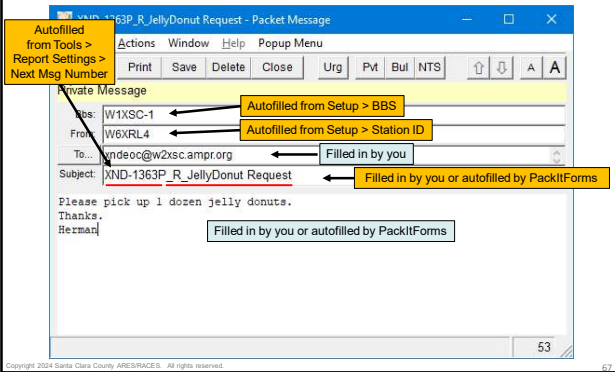 XND-1363P_R_JellyDonut Request - Packet Message
Autofilled
from Tools >
Report Settings >
Next Msg Number
Actions Window Help Popup Menu
Print Save Delete Close Urg Pvt Bul NTS A A
Private Message
Bbs: W1XSC-1
Autofilled from Setup > BBS
From: W6XRL4
Autofilled from Setup > Station ID
To... xndeoc@w2xsc.ampr.org
Filled in by you
Subject: XND-1363P_R_JellyDonut Request
Filled in by you or autofilled by PackItForms
Please pick up 1 dozen jelly donuts.
Thanks.
Herman
Filled in by you or autofilled by PackItForms
53
Copyright 2024 Santa Clara County ARES/RACES. All rights reserved.
67